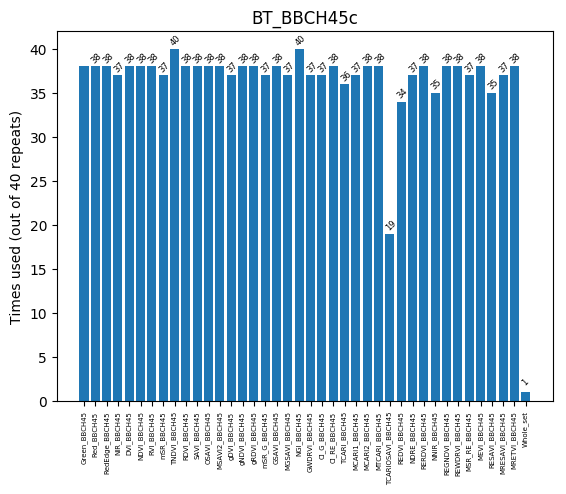 BT_BBCH45c
Times used (out of 40 repeats)
40
35
30
25
20
15
10
5
0
38
38
37
38
38
38
37
40
38
38
38
38
37
38
38
37
38
37
40
37
37
38
36
37
38
38
19
34
37
38
35
38
38
37
38
35
37
38
1
Green_BBCH45
Red_BBCH45
RedEdge_BBCH45
NIR_BBCH45
DVI_BBCH45
NDVI_BBCH45
RVI_BBCH45
mSR_BBCH45
TNDVI_BBCH45
RDVI_BBCH45
SAVI_BBCH45
OSAVI_BBCH45
MSAVI2_BBCH45
gDVI_BBCH45
gNDVI_BBCH45
gRDVI_BBCH45
mSR_G_BBCH45
GSAVI_BBCH45
MGSAVI_BBCH45
NGI_BBCH45
GWDRVI_BBCH45
CI_G_BBCH45
CI_RE_BBCH45
TCARI_BBCH45
MCARI1_BBCH45
MCARI2_BBCH45
MTCARI_BBCH45
TCARIOSAVI_BBCH45
REDVI_BBCH45
NDRE_BBCH45
RERDVI_BBCH45
NNIR_BBCH45
REGNDVI_BBCH45
REWDRVI_BBCH45
MSR_RE_BBCH45
MEVI_BBCH45
RESAVI_BBCH45
MRESAVI_BBCH45
MRETVI_BBCH45
Whole_set